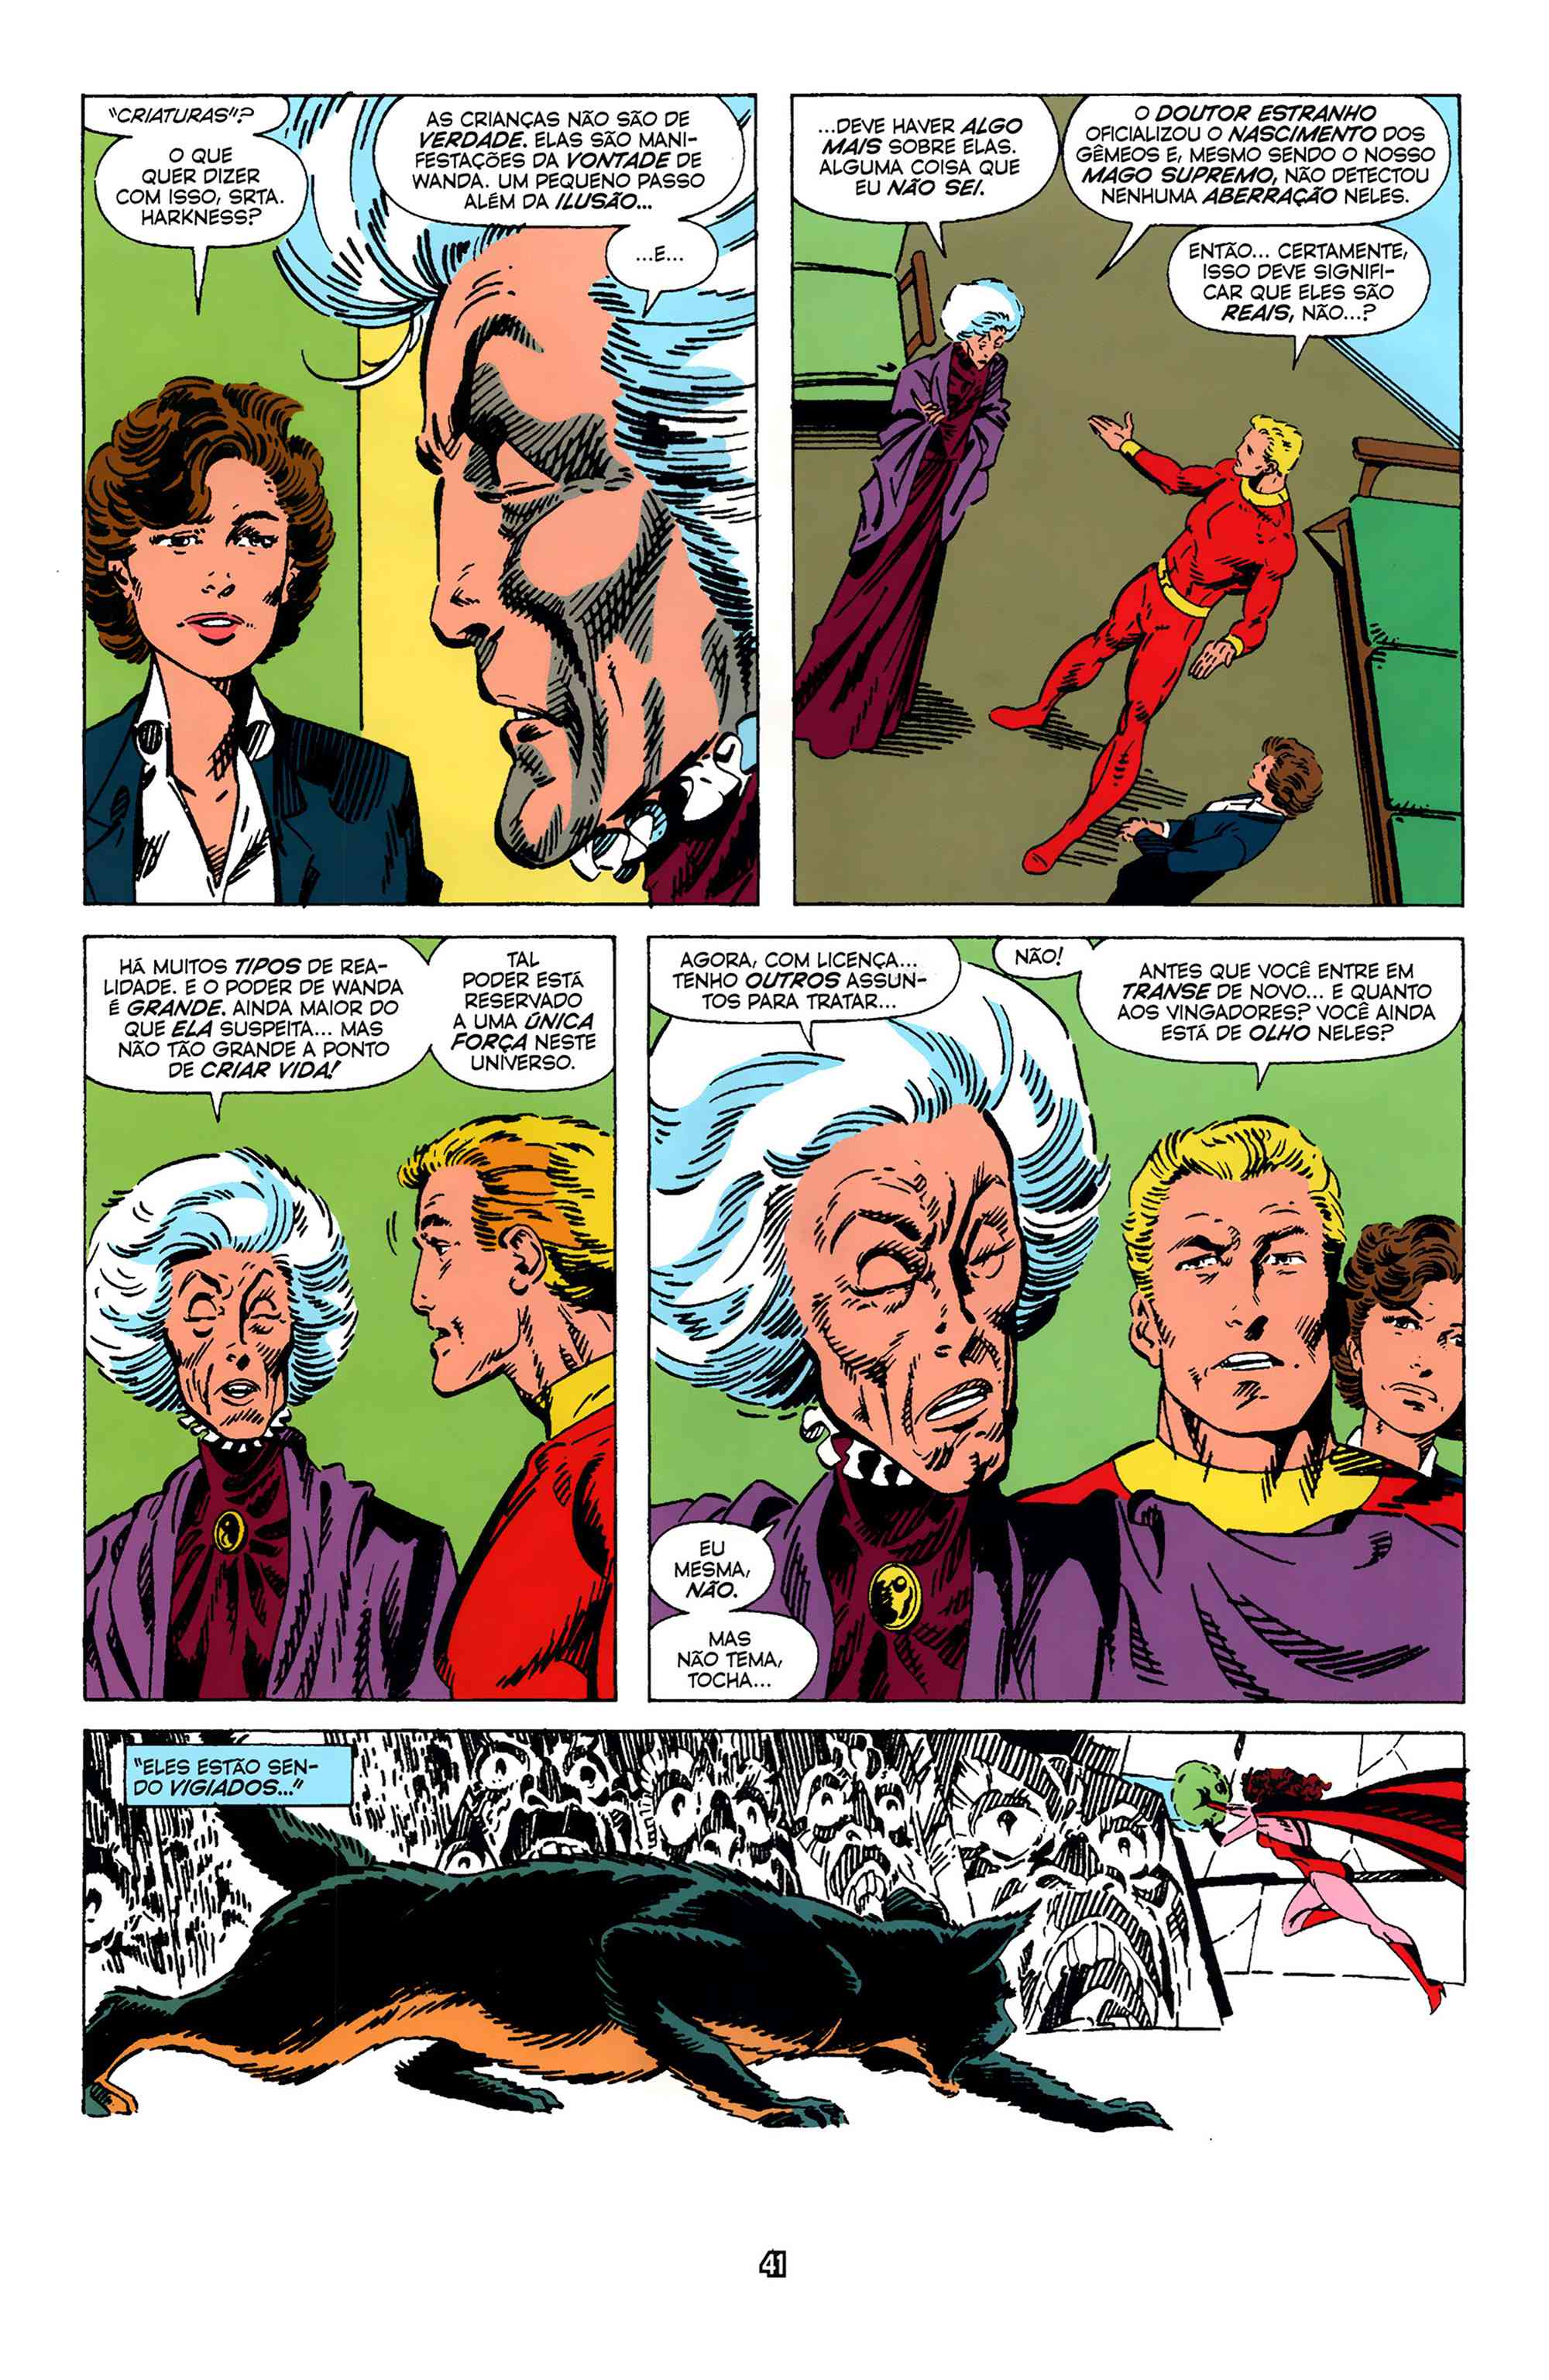 "CRIATURAS"?
O QUE
QUER DIZER
COM ISSO, SRTA.
HARKNESS?
AS CRIANÇAS NÃO SÃO DE
VERDADE. ELAS SÃO MANI-
FESTAÇÕES DA VONTADE DE
WANDA. UM PEQUENO PASSO
ALÉM DA ILUSÃO...
...E...
...DEVE HAVER ALGO
MAIS SOBRE ELAS.
ALGUMA COISA QUE
EU NÃO SEI.
O DOUTOR ESTRANHO
OFICIALIZOU O NASCIMENTO DOS
GÊMEOS E, MESMO SENDO O NOSSO
MAGO SUPREMO, NÃO DETECTOU
NENHUMA ABERRAÇÃO NELES.
ENTÃO... CERTAMENTE,
ISSO DEVE SIGNIFI-
CAR QUE ELES SÃO
REAIS, NÃO...?
HÁ MUITOS TIPOS DE REA-
LIDADE. E O PODER DE WANDA
É GRANDE. AINDA MAIOR DO
QUE ELA SUSPEITA... MAS
NÃO TÃO GRANDE A PONTO
DE CRIAR VIDA!
TAL
PODER ESTÁ
RESERVADO
A UMA ÚNICA
FORÇA NESTE
UNIVERSO.
AGORA, COM LICENÇA...
TENHO OUTROS ASSUN-
TOS PARA TRATAR...
NÃO!
ANTES QUE VOCÊ ENTRE EM
TRANSE DE NOVO... E QUANTO
AOS VINGADORES? VOCÊ AINDA
ESTÁ DE OLHO NELES?
EU
MESMA,
NÃO.
MAS
NÃO TEMA,
TOCHA...
"ELES ESTÃO SEN-
DO VIGIADOS..."
41